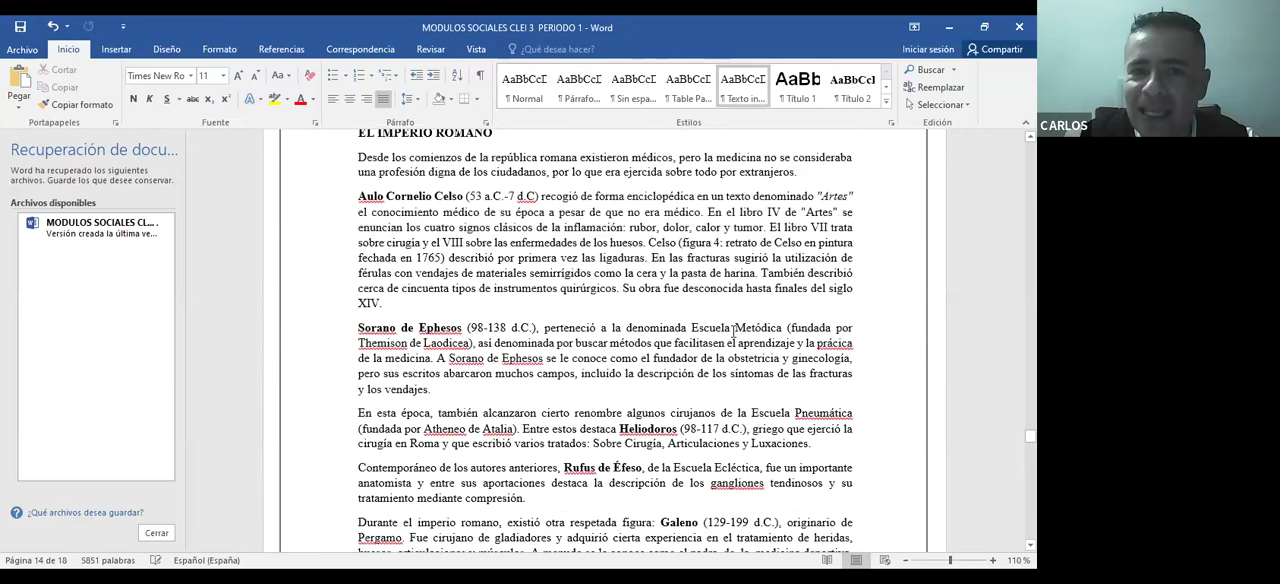 MODULOS SOCIALES CLEI 3 PERIODO 1 - Word
Archivo Inicio Insertar Diseño Formato Referencias Correspondencia Revisar Vista ¿Qué desea hacer? Iniciar sesión Compartir
Pegar
Cortar
Copiar
Copiar formato
Portapapeles
Times New Ro 11
Fuente
Párrafo
AaBbCcI AaBbCcI AaBbCcI AaBbCcI AaBbCcI AaBb AaBbCcI
¶ Normal ¶ Párrafo... ¶ Sin espa... ¶ Table Pa... ¶ Texto in... ¶ Título 1 ¶ Título 2
Estilos
Buscar
Reemplazar
Seleccionar
Edición
CARLOS
Recuperación de docu...
Word ha recuperado los siguientes
archivos. Guarde los que desee conservar.
Archivos disponibles
MODULOS SOCIALES CL...
Versión creada la última ve...
¿Qué archivos desea guardar?
Cerrar
EL IMPERIO ROMANO
Desde los comienzos de la república romana existieron médicos, pero la medicina no se consideraba
una profesión digna de los ciudadanos, por lo que era ejercida sobre todo por extranjeros.
Aulo Cornelio Celso (53 a.C.-7 d.C) recogió de forma enciclopédica en un texto denominado "Artes"
el conocimiento médico de su época a pesar de que no era médico. En el libro IV de "Artes" se
enuncian los cuatro signos clásicos de la inflamación: rubor, dolor, calor y tumor. El libro VII trata
sobre cirugía y el VIII sobre las enfermedades de los huesos. Celso (figura 4: retrato de Celso en pintura
fechada en 1765) describió por primera vez las ligaduras. En las fracturas sugirió la utilización de
férulas con vendajes de materiales semirrígidos como la cera y la pasta de harina. También describió
cerca de cincuenta tipos de instrumentos quirúrgicos. Su obra fue desconocida hasta finales del siglo
XIV.
Sorano de Ephesos (98-138 d.C.), perteneció a la denominada Escuela Metódica (fundada por
Themison de Laodicea), así denominada por buscar métodos que facilitasen el aprendizaje y la prácica
de la medicina. A Sorano de Ephesos se le conoce como el fundador de la obstetricia y ginecología,
pero sus escritos abarcaron muchos campos, incluido la descripción de los síntomas de las fracturas
y los vendajes.
En esta época, también alcanzaron cierto renombre algunos cirujanos de la Escuela Pneumática
(fundada por Atheneo de Atalia). Entre estos destaca Heliodoros (98-117 d.C.), griego que ejerció la
cirugía en Roma y que escribió varios tratados: Sobre Cirugía, Articulaciones y Luxaciones.
Contemporáneo de los autores anteriores, Rufus de Éfeso, de la Escuela Ecléctica, fue un importante
anatomista y entre sus aportaciones destaca la descripción de los gangliones tendinosos y su
tratamiento mediante compresión.
Durante el imperio romano, existió otra respetada figura: Galeno (129-199 d.C.), originario de
Pergamo. Fue cirujano de gladiadores y adquirió cierta experiencia en el tratamiento de heridas,
Página 14 de 18 5851 palabras Español (España) 110 %